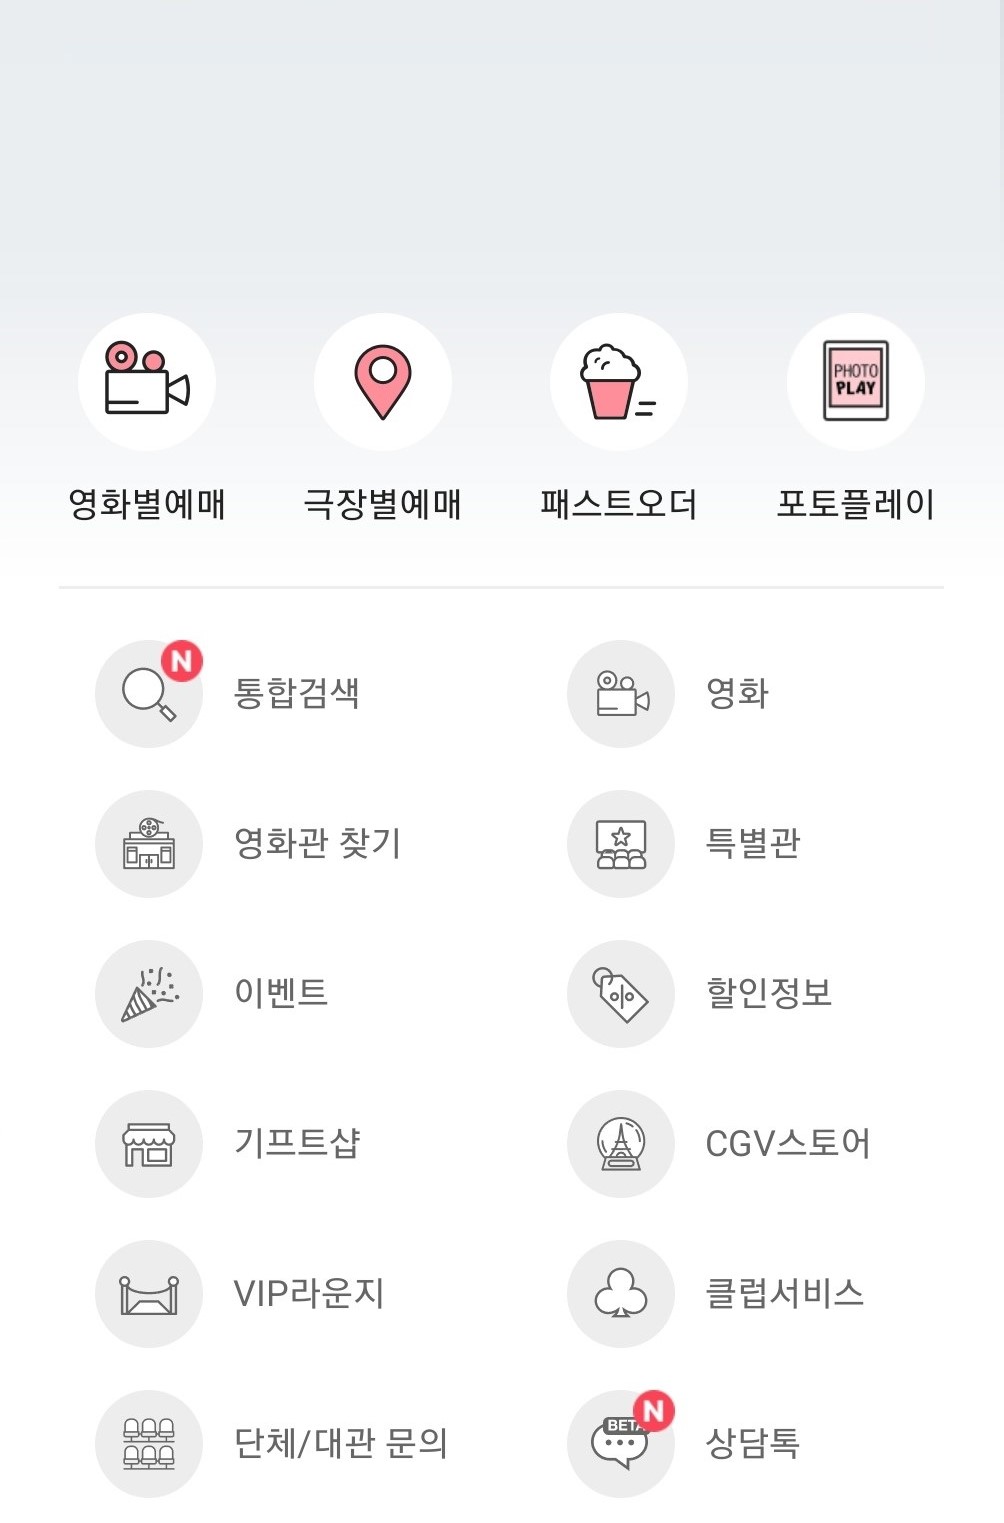 PHOTO
PLAY
영화별예매 극장별예매 패스트오더 포토플레이
N
통합검색 영화
영화관 찾기 특별관
이벤트 할인정보
기프트샵 CGV스토어
VIP라운지 클럽서비스
N
BETA
단체/대관 문의 상담톡